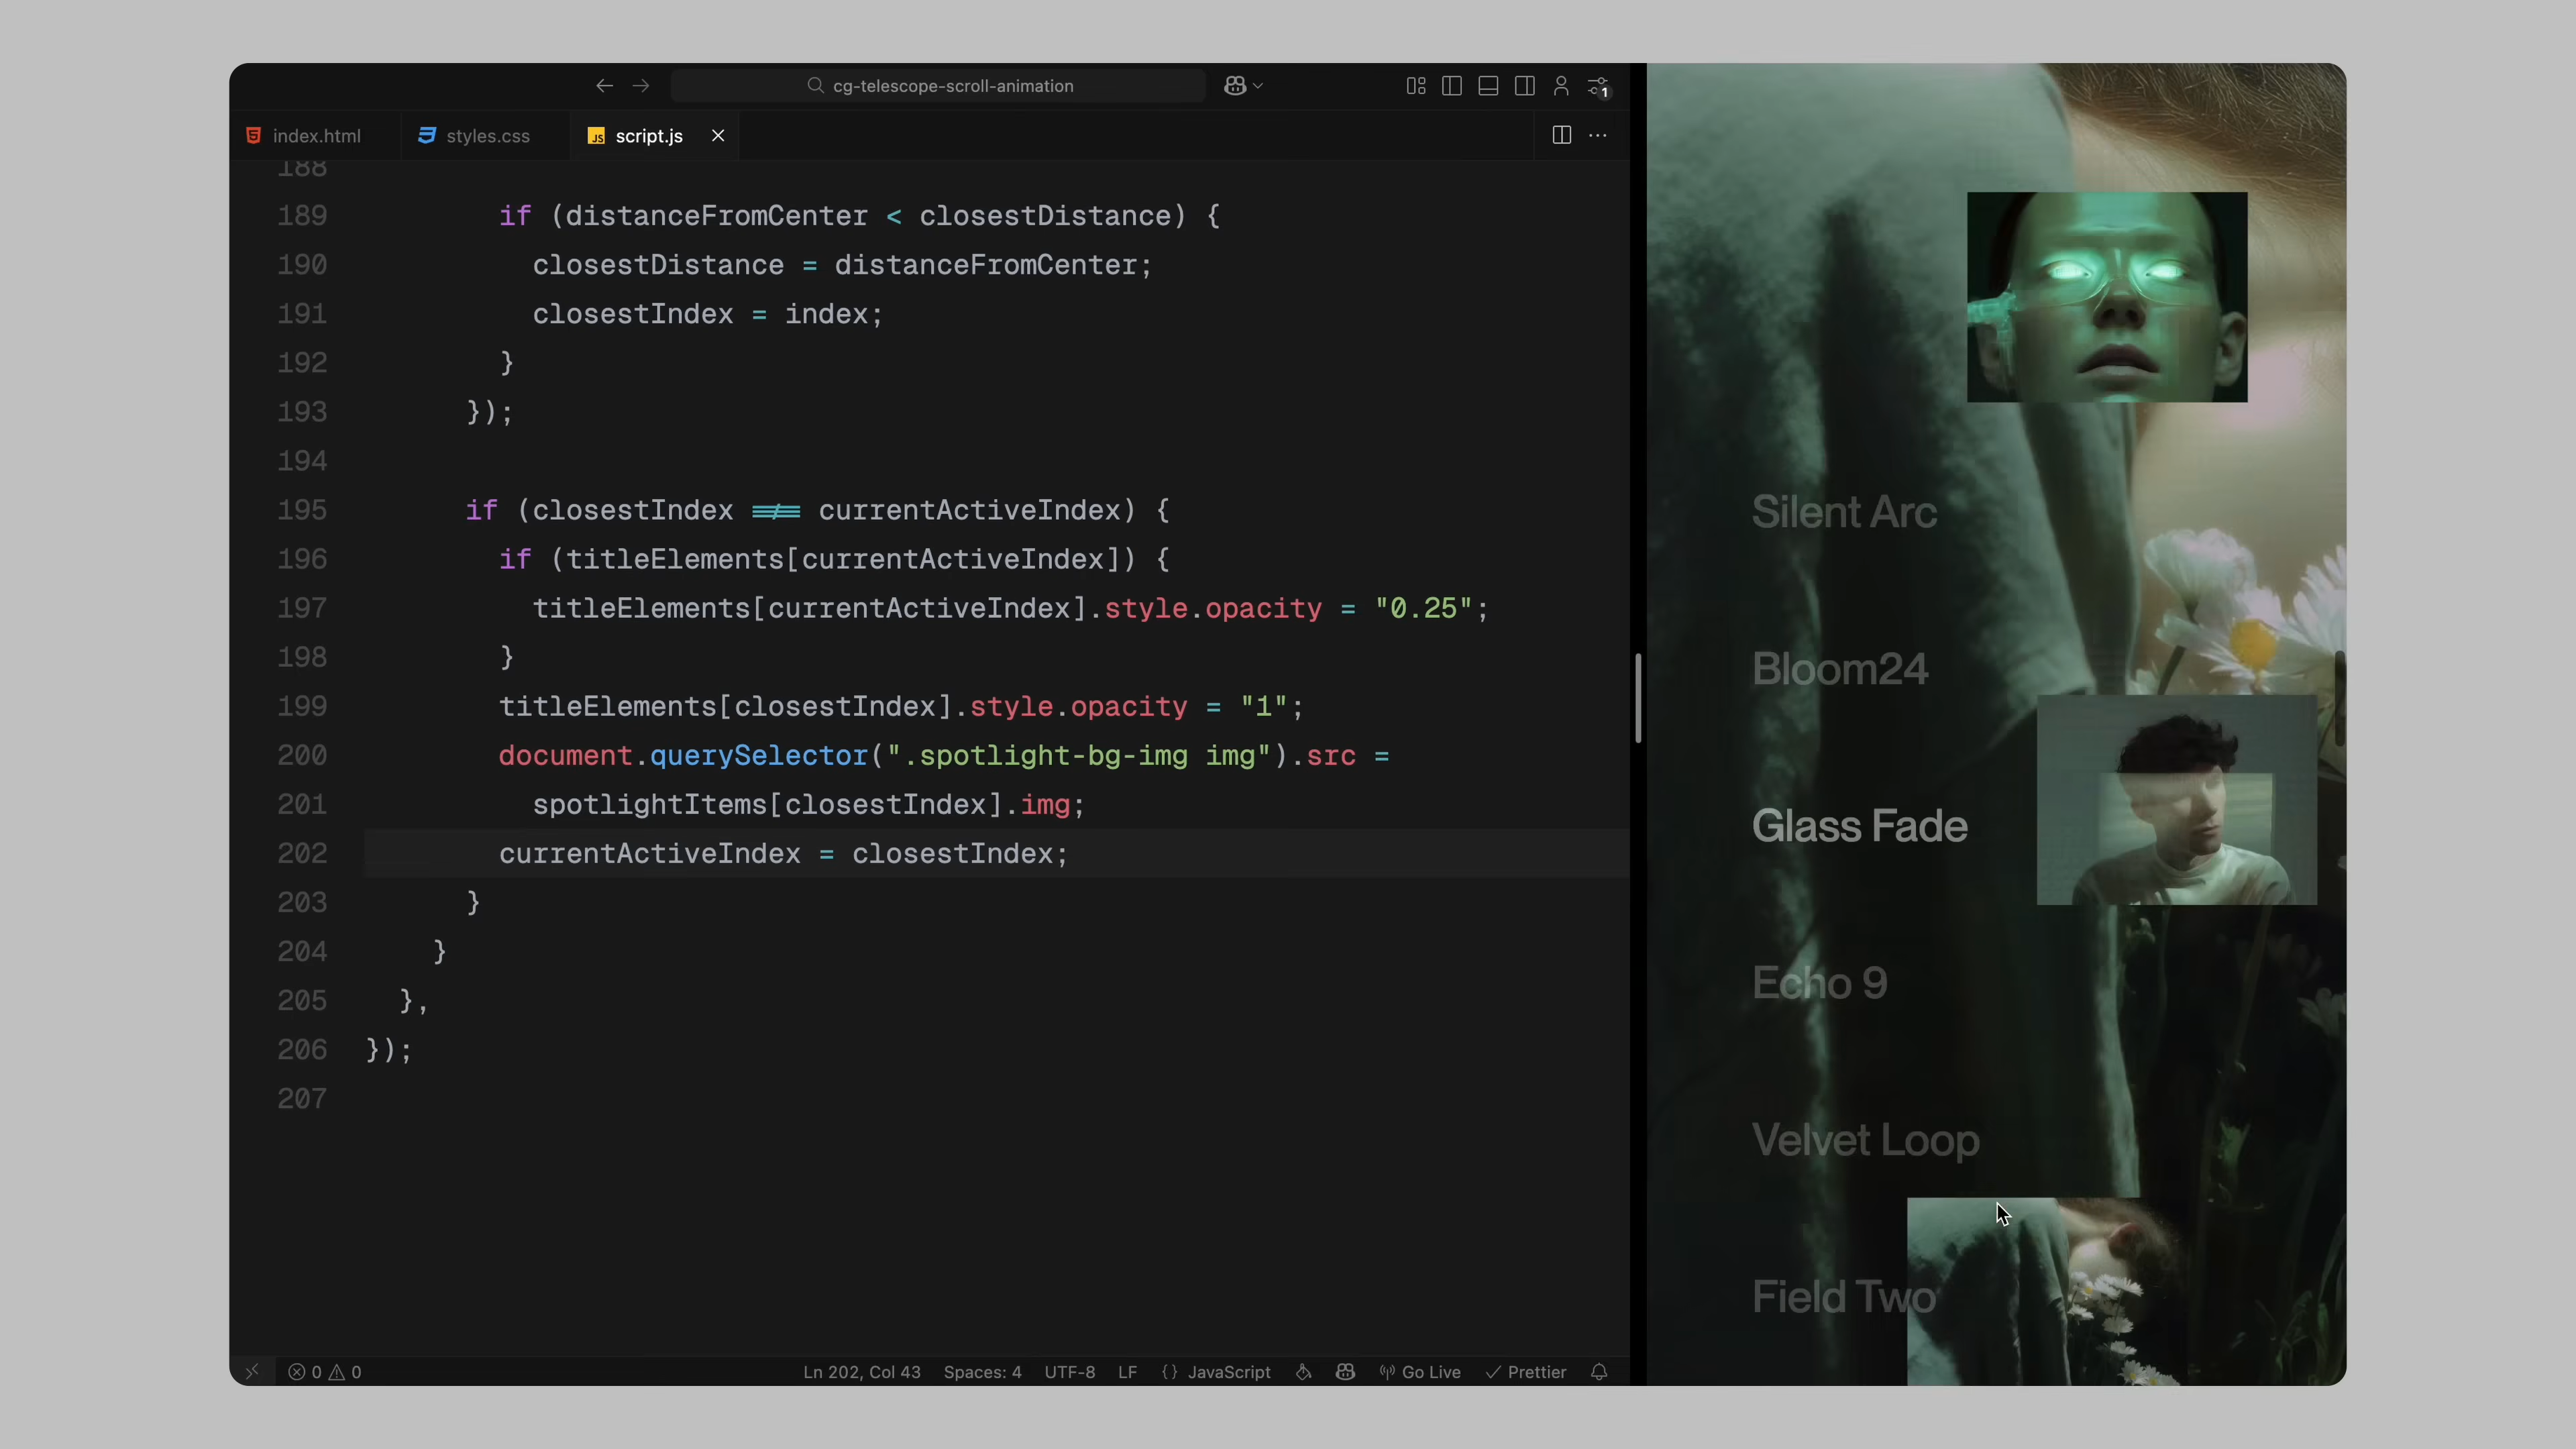 cg-telescope-scroll-animation
1
index.html
styles.css
JS script.js
188
189 if (distanceFromCenter < closestDistance) {
190 closestDistance = distanceFromCenter;
191 closestIndex = index;
192 }
193 });
194
195 if (closestIndex !== currentActiveIndex) {
196 if (titleElements[currentActiveIndex]) {
197 titleElements[currentActiveIndex].style.opacity = "0.25";
198 }
199 titleElements[closestIndex].style.opacity = "1";
200 document.querySelector(".spotlight-bg-img img").src =
201 spotlightItems[closestIndex].img;
202 currentActiveIndex = closestIndex;
203 }
204 }
205 },
206 });
207
0 0 Ln 202, Col 43 Spaces: 4 UTF-8 LF {} JavaScript Go Live Prettier
Silent Arc
Bloom24
Glass Fade
Echo 9
Velvet Loop
Field Two